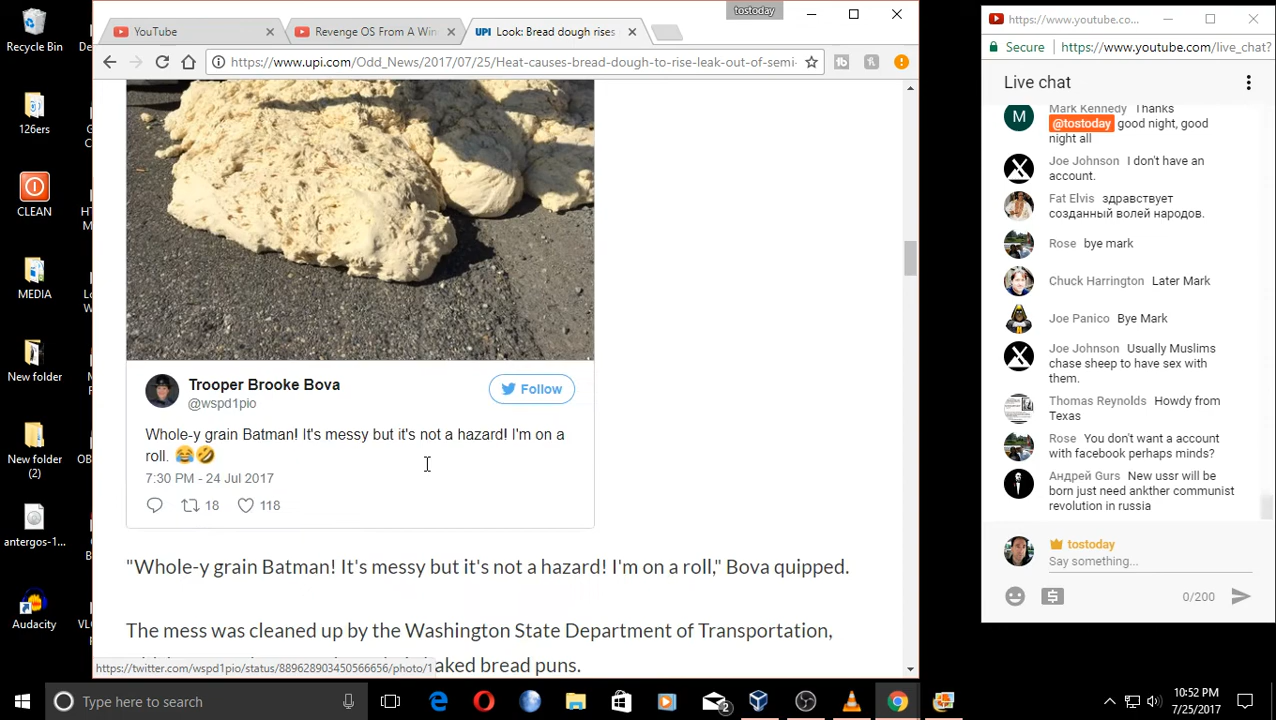 Recycle Bin
126ers
CLEAN
MEDIA
New folder
New folder
(2)
antergos-1...
Audacity
tostoday
YouTube
Revenge OS From A Win
UPI Look: Bread dough rises
https://www.upi.com/Odd_News/2017/07/25/Heat-causes-bread-dough-to-rise-leak-out-of-semi-
Trooper Brooke Bova
@wspd1pio
Follow
Whole-y grain Batman! It's messy but it's not a hazard! I'm on a
roll. 😂🤣
7:30 PM - 24 Jul 2017
18 118
"Whole-y grain Batman! It's messy but it's not a hazard! I'm on a roll," Bova quipped.
The mess was cleaned up by the Washington State Department of Transportation,
aked bread puns.
https://twitter.com/wspd1pio/status/889628903450566656/photo/1
https://www.youtube.co...
Secure https://www.youtube.com/live_chat?
Live chat
Mark Kennedy Thanks
@tostoday good night, good
night all
Joe Johnson I don't have an
account.
Fat Elvis здравствует
созданный волей народов.
Rose bye mark
Chuck Harrington Later Mark
Joe Panico Bye Mark
Joe Johnson Usually Muslims
chase sheep to have sex with
them.
Thomas Reynolds Howdy from
Texas
Rose You don't want a account
with facebook perhaps minds?
Андрей Gurs New ussr will be
born just need ankther communist
revolution in russia
tostoday
Say something...
0/200
Type here to search
2
10:52 PM
7/25/2017